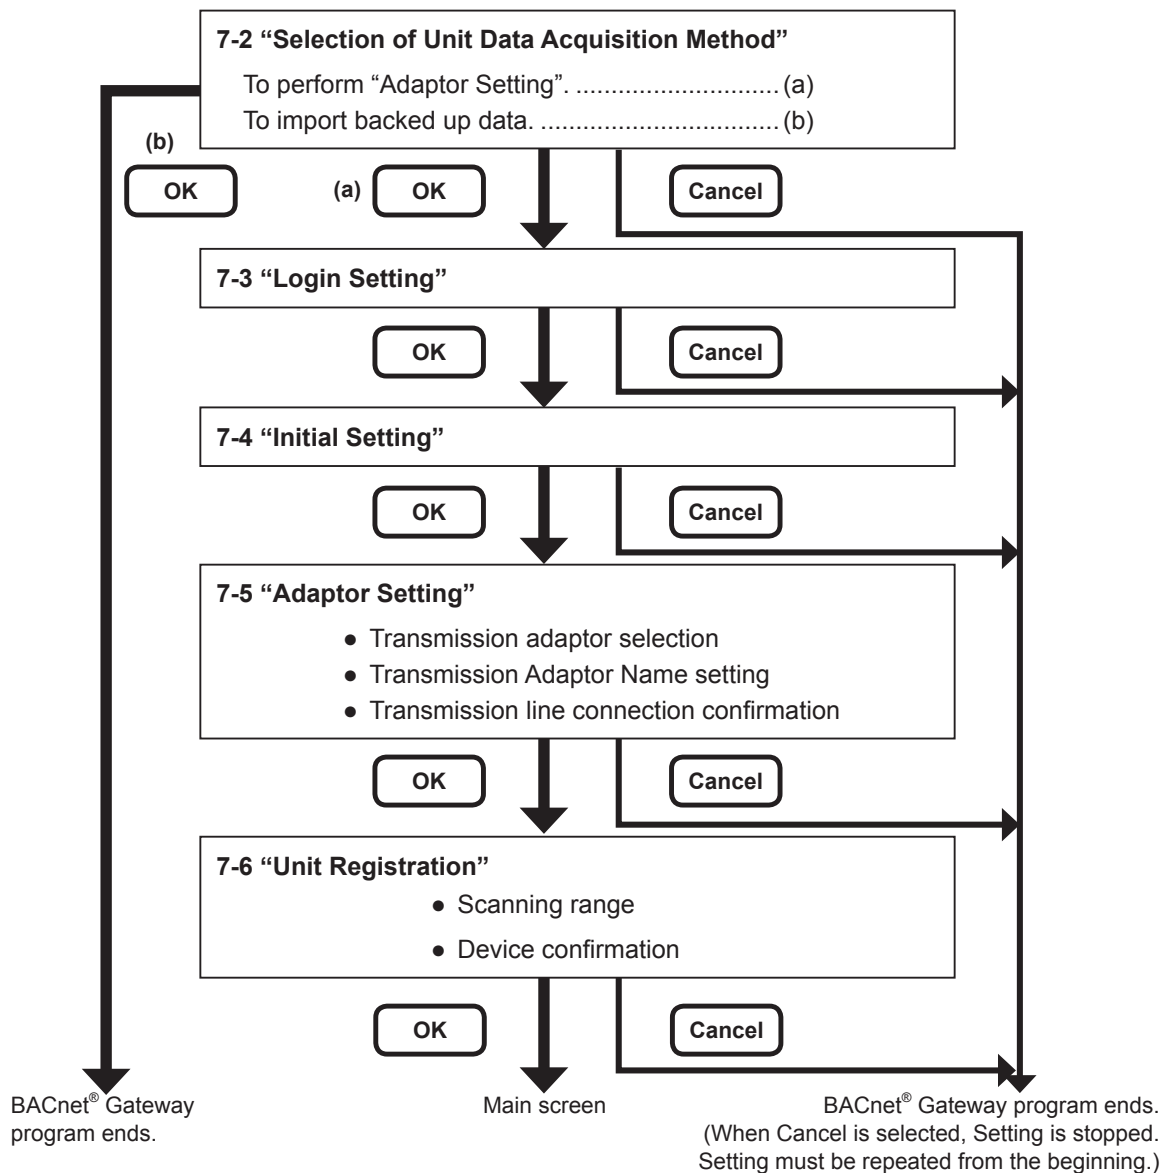 7-2 “Selection of Unit Data Acquisition Method”
To perform “Adaptor Setting”. ............................. (a)
To import backed up data. .................................. (b)
(b)
OK
(a)
OK
Cancel
7-3 “Login Setting”
OK
Cancel
7-4 “Initial Setting”
OK
Cancel
7-5 “Adaptor Setting”
● Transmission adaptor selection
● Transmission Adaptor Name setting
● Transmission line connection confirmation
OK
Cancel
7-6 “Unit Registration”
● Scanning range
● Device confirmation
OK
Cancel
BACnet® Gateway
program ends.
Main screen
BACnet® Gateway program ends.
(When Cancel is selected, Setting is stopped.
Setting must be repeated from the beginning.)